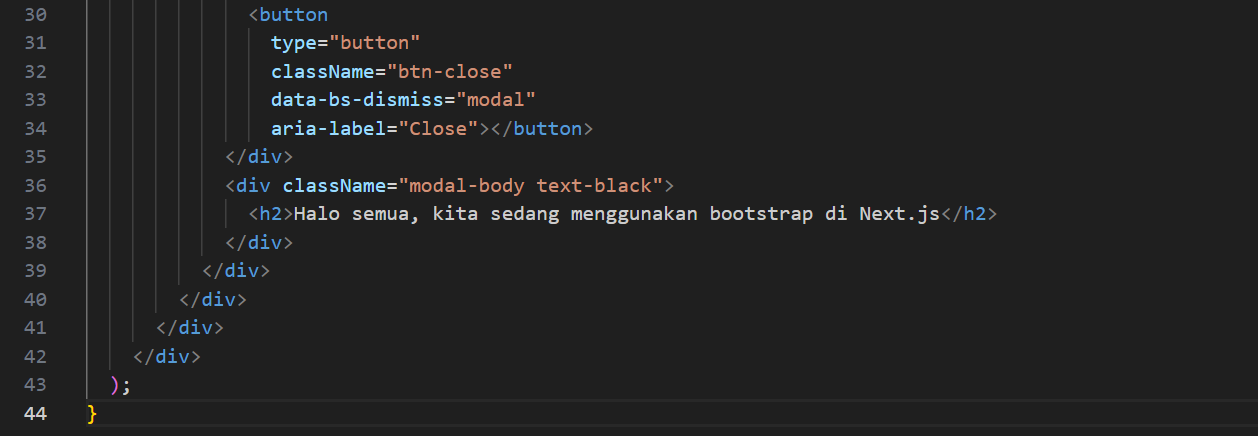 30 <button
31 type="button"
32 className="btn-close"
33 data-bs-dismiss="modal"
34 aria-label="Close"></button>
35 </div>
36 <div className="modal-body text-black">
37 <h2>Halo semua, kita sedang menggunakan bootstrap di Next.js</h2>
38 </div>
39 </div>
40 </div>
41 </div>
42 </div>
43 );
44 }